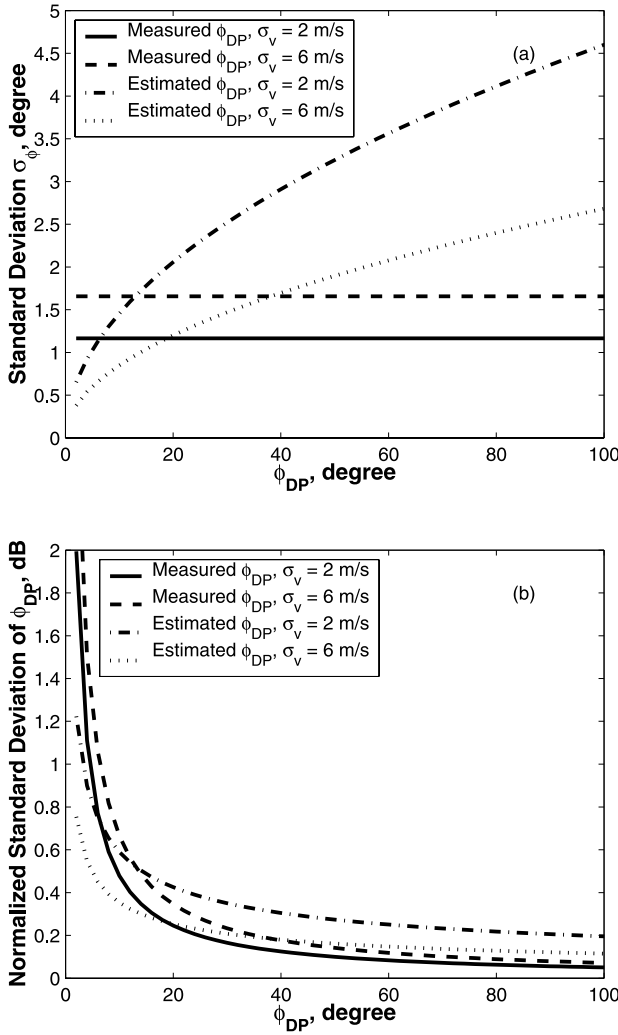 5
4.5
4
3.5
3
2.5
2
1.5
1
0.5
0
Standard Deviation σϕ, degree
Measured ϕDP, σv = 2 m/s
Measured ϕDP, σv = 6 m/s
Estimated ϕDP, σv = 2 m/s
Estimated ϕDP, σv = 6 m/s
(a)
0 20 40 60 80 100
ϕDP, degree
2
1.8
1.6
1.4
1.2
1
0.8
0.6
0.4
0.2
0
Normalized Standard Deviation of ϕDP, dB
Measured ϕDP, σv = 2 m/s
Measured ϕDP, σv = 6 m/s
Estimated ϕDP, σv = 2 m/s
Estimated ϕDP, σv = 6 m/s
(b)
0 20 40 60 80 100
ϕDP, degree